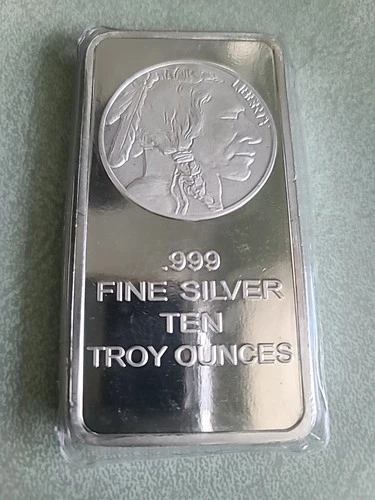 LIBERTY
.999
FINE SILVER
TEN
TROY OUNCES